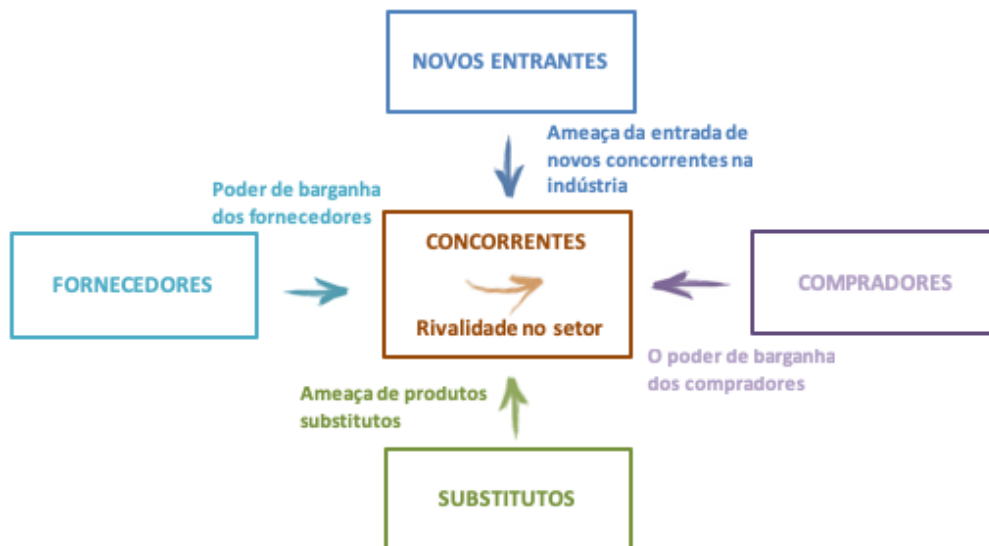 NOVOS ENTRANTES
Ameaça da entrada de
novos concorrentes na
indústria
Poder de barganha
dos fornecedores
FORNECEDORES
CONCORRENTES
Rivalidade no setor
COMPRADORES
O poder de barganha
dos compradores
Ameaça de produtos
substitutos
SUBSTITUTOS